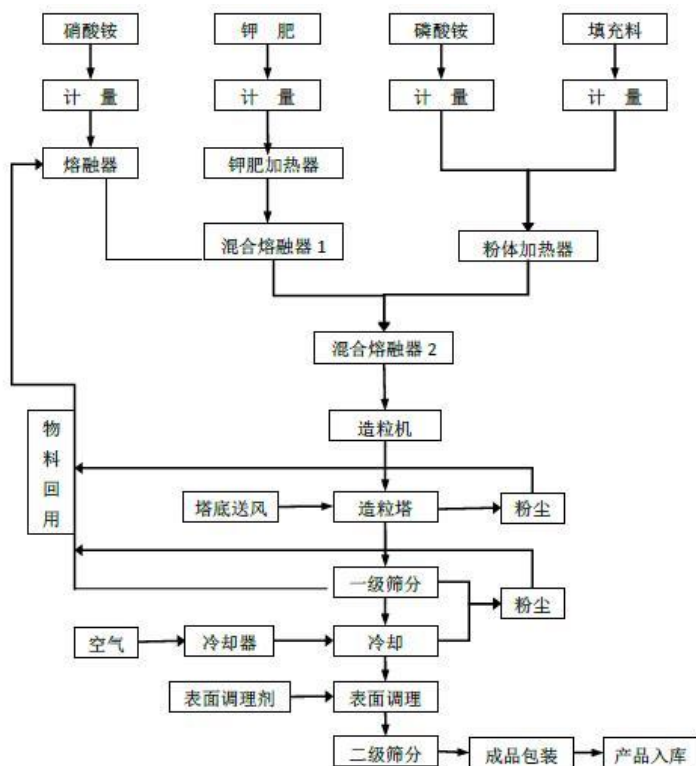 硝酸铵
钾 肥
磷酸铵
填充料
计 量
计 量
计 量
计 量
熔融器
钾肥加热器
混合熔融器 1
粉体加热器
混合熔融器 2
物料回用
造粒机
塔底送风
造粒塔
粉尘
一级筛分
粉尘
空气
冷却器
冷却
表面调理剂
表面调理
二级筛分
成品包装
产品入库